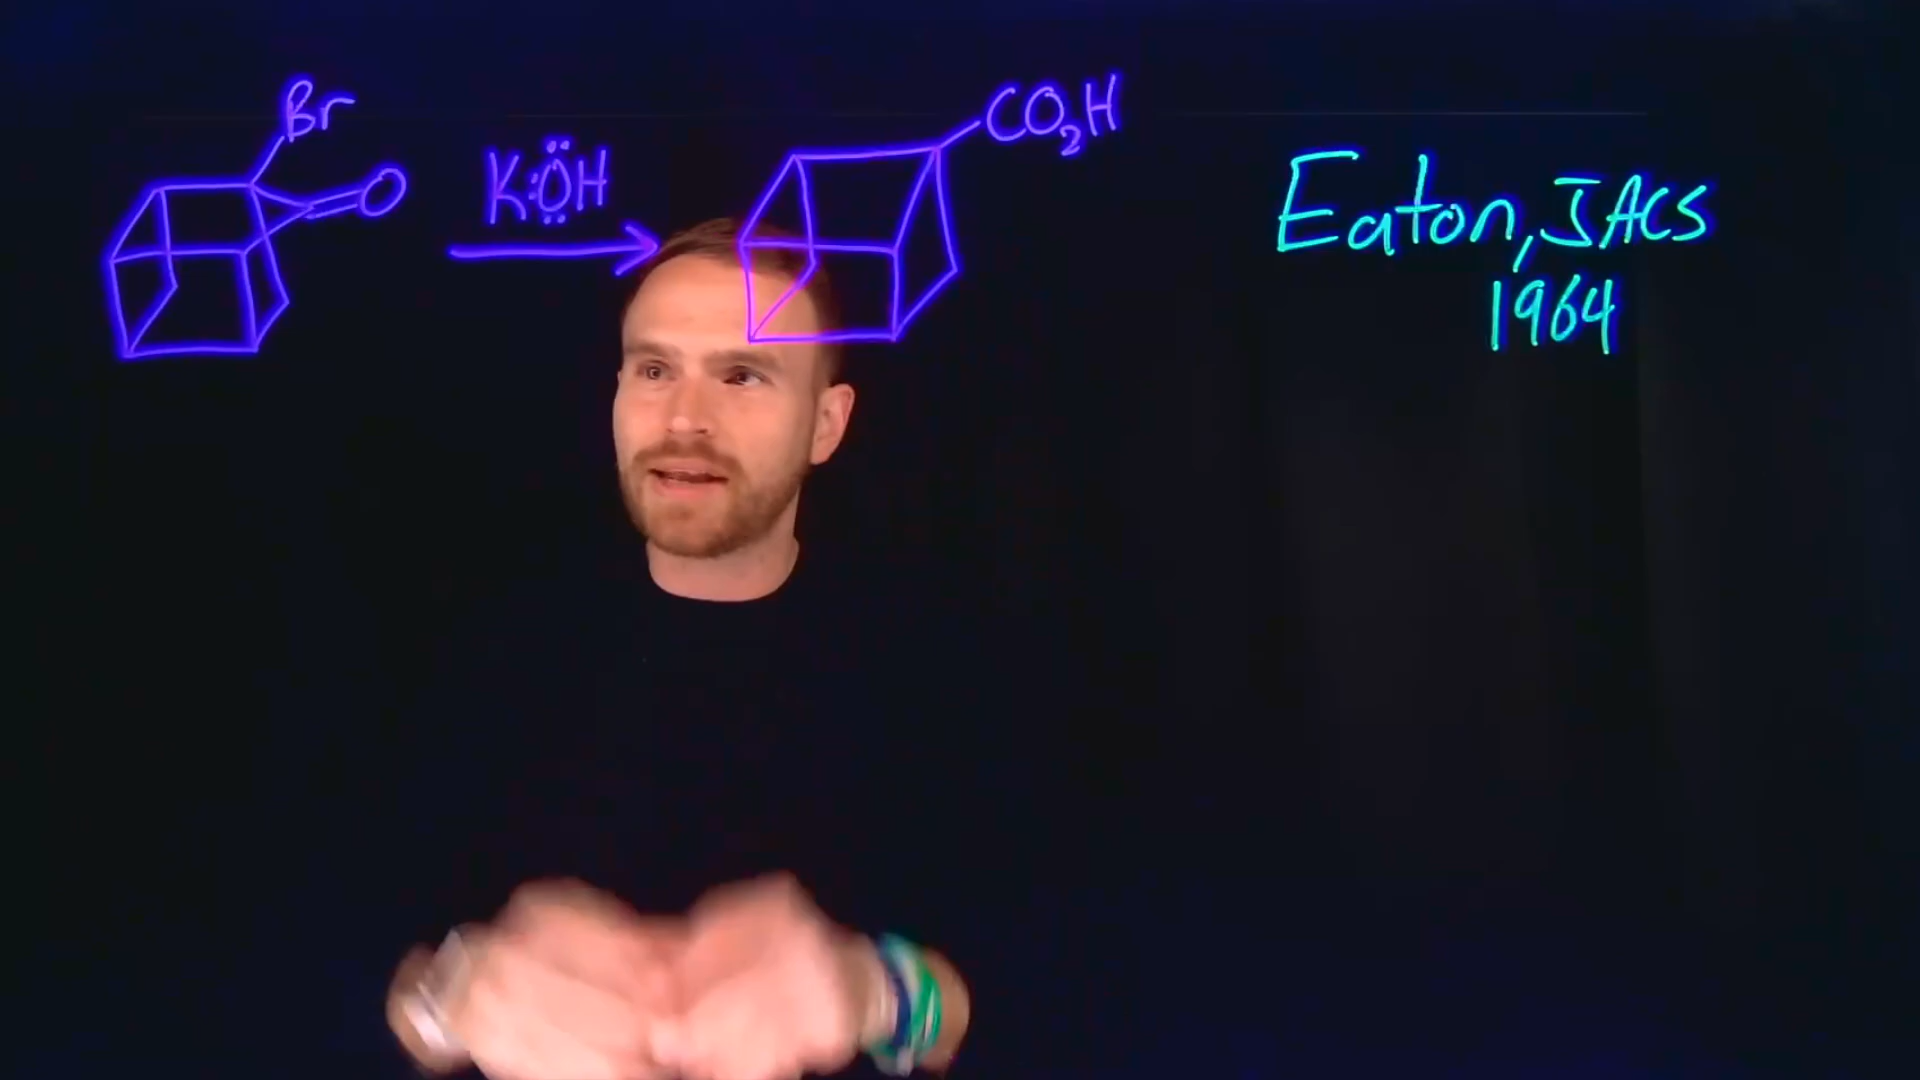 Br
O
K:ÖH
CO₂H
Eaton, JACS
1964